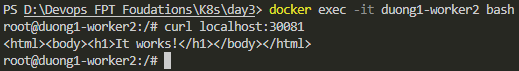 PS D:\Devops FPT Foudations\K8s\day3> docker exec -it duong1-worker2 bash
root@duong1-worker2:/# curl localhost:30081
<html><body><h1>It works!</h1></body></html>
root@duong1-worker2:/#